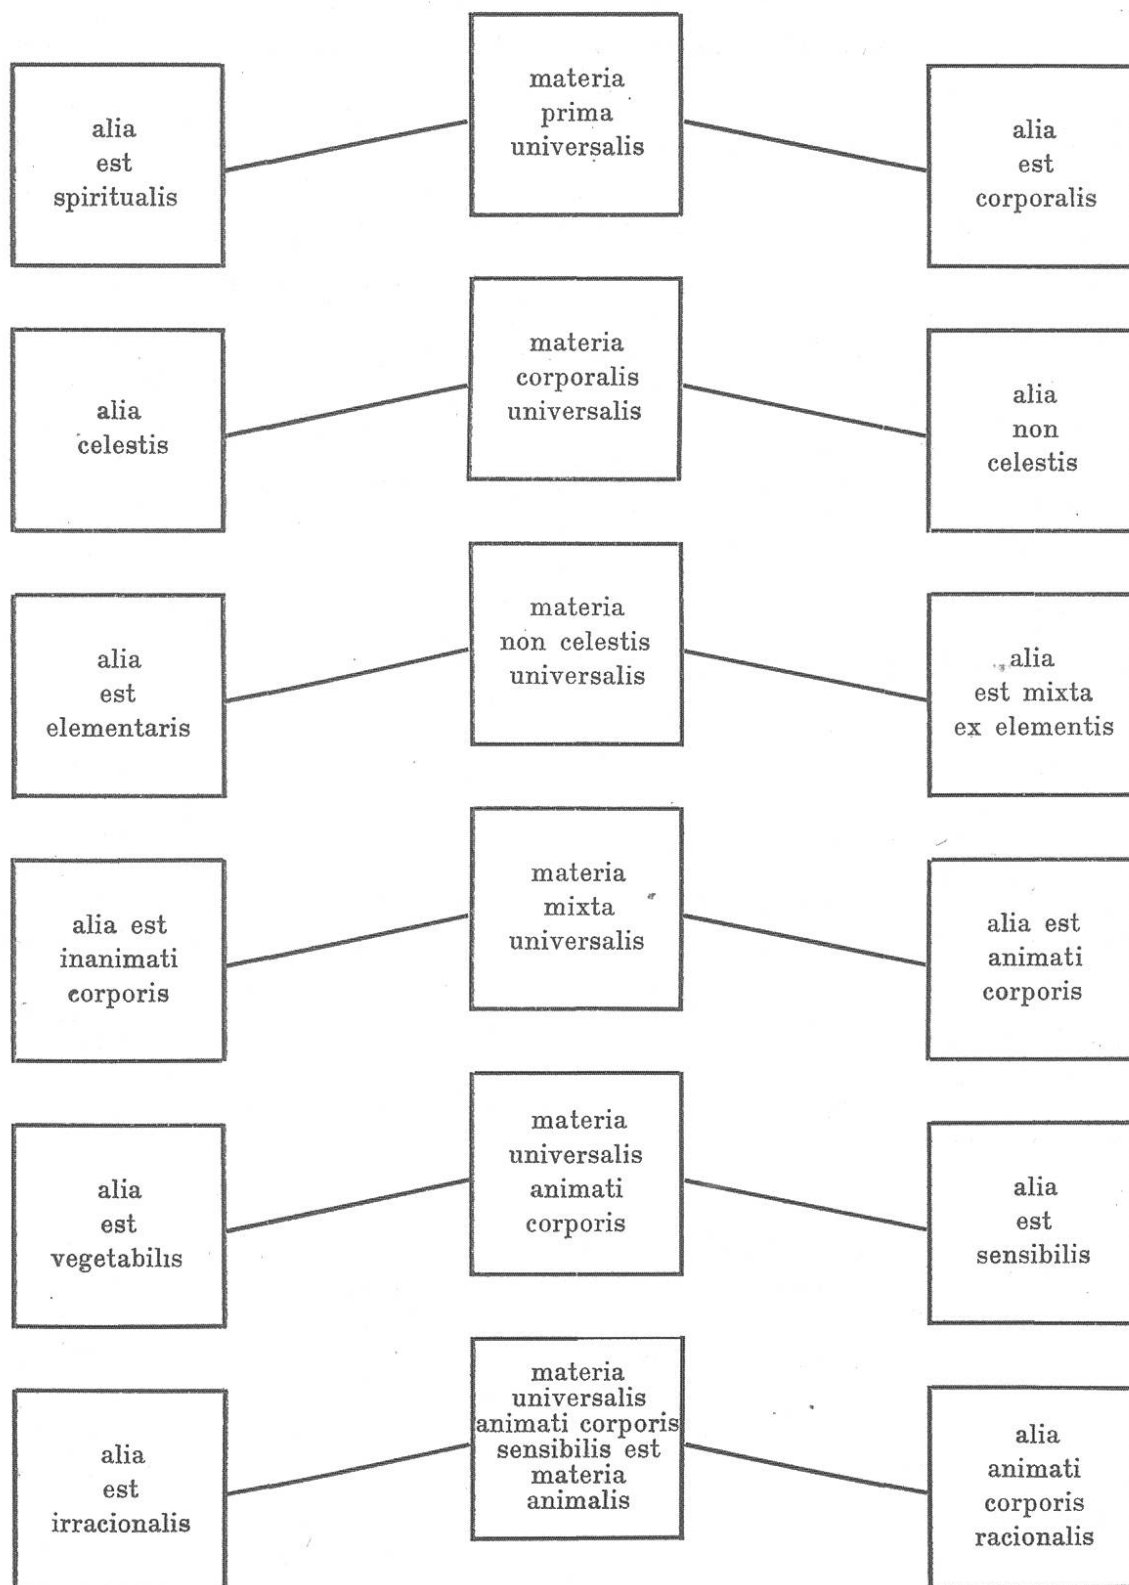 materia
prima
universalis
alia
est
spiritualis
alia
est
corporalis
materia
corporalis
universalis
alia
celestis
alia
non
celestis
materia
non celestis
universalis
alia
est
elementaris
alia
est mixta
ex elementis
materia
mixta
universalis
alia est
inanimati
corporis
alia est
animati
corporis
materia
universalis
animati
corporis
alia
est
vegetabilis
alia
est
sensibilis
materia
universalis
animati corporis
sensibilis est
materia
animalis
alia
est
irracionalis
alia
animati
corporis
racionalis